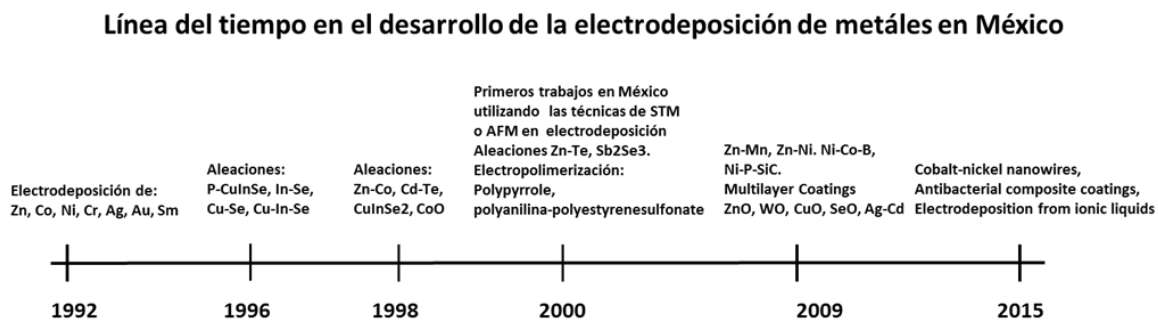 Línea del tiempo en el desarrollo de la electrodeposición de metáles en México
Electrodeposición de:
Zn, Co, Ni, Cr, Ag, Au, Sm
Aleaciones:
P-CuInSe, In-Se,
Cu-Se, Cu-In-Se
Aleaciones:
Zn-Co, Cd-Te,
CuInSe2, CoO
Primeros trabajos en México
utilizando las técnicas de STM
o AFM en electrodeposición
Aleaciones Zn-Te, Sb2Se3.
Electropolimerización:
Polypyrrole,
polyanilina-polyestyrenesulfonate
Zn-Mn, Zn-Ni. Ni-Co-B,
Ni-P-SiC.
Multilayer Coatings
ZnO, WO, CuO, SeO, Ag-Cd
Cobalt-nickel nanowires,
Antibacterial composite coatings,
Electrodeposition from ionic liquids
1992
1996
1998
2000
2009
2015